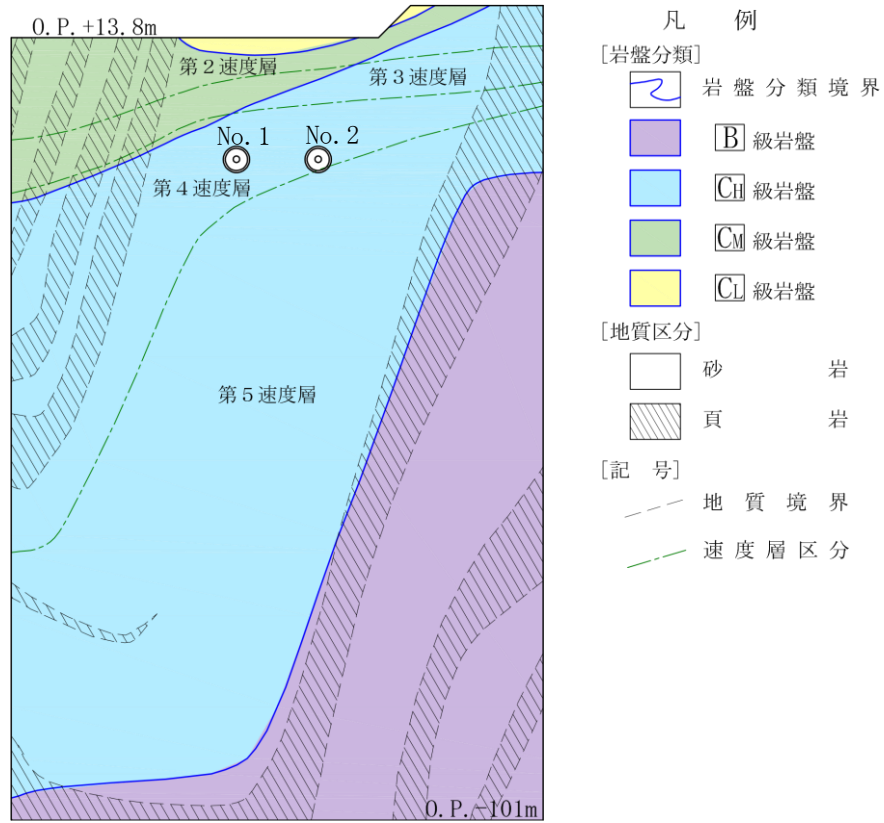 O.P.+13.8m
第2速度層
第3速度層
No.1
No.2
第4速度層
第5速度層
O.P.-101m
凡 例
[岩盤分類]
岩盤分類境界
B 級岩盤
CH 級岩盤
CM 級岩盤
CL 級岩盤
[地質区分]
砂 岩
頁 岩
[記 号]
地質境界
速度層区分